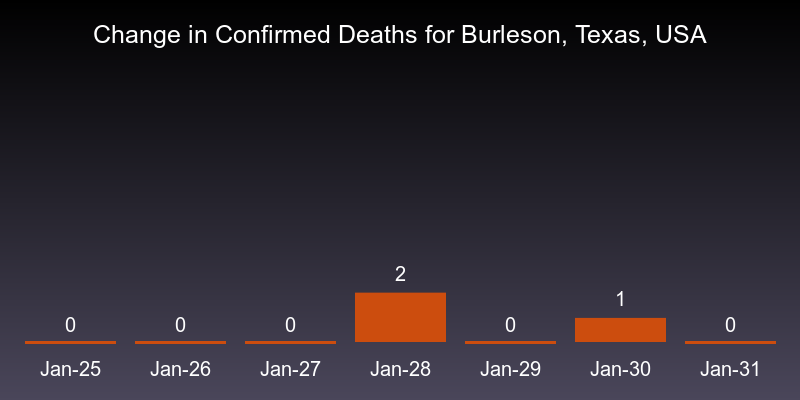 Change in Confirmed Deaths for Burleson, Texas, USA
0 0 0 2 0 1 0
Jan-25 Jan-26 Jan-27 Jan-28 Jan-29 Jan-30 Jan-31